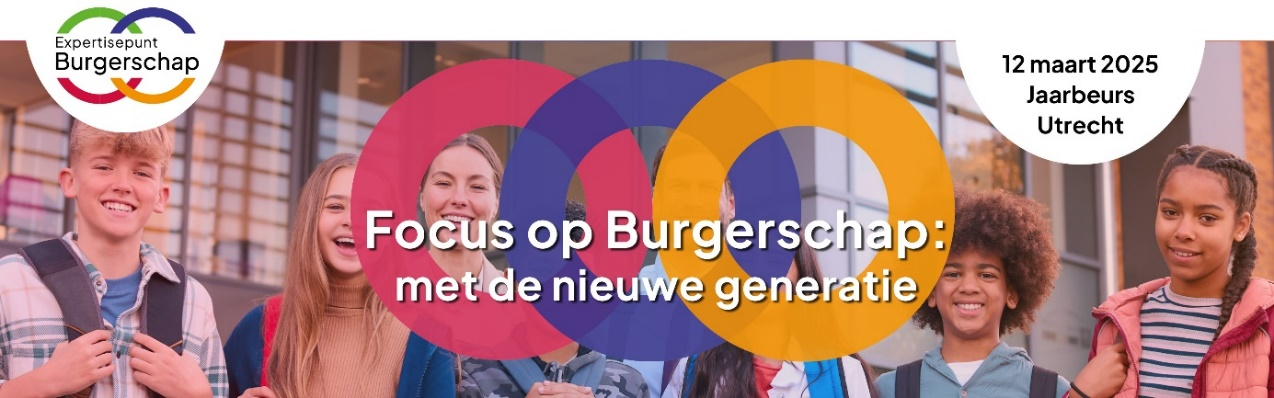 Expertisepunt
Burgerschap
12 maart 2025
Jaarbeurs
Utrecht
Focus op Burgerschap:
met de nieuwe generatie